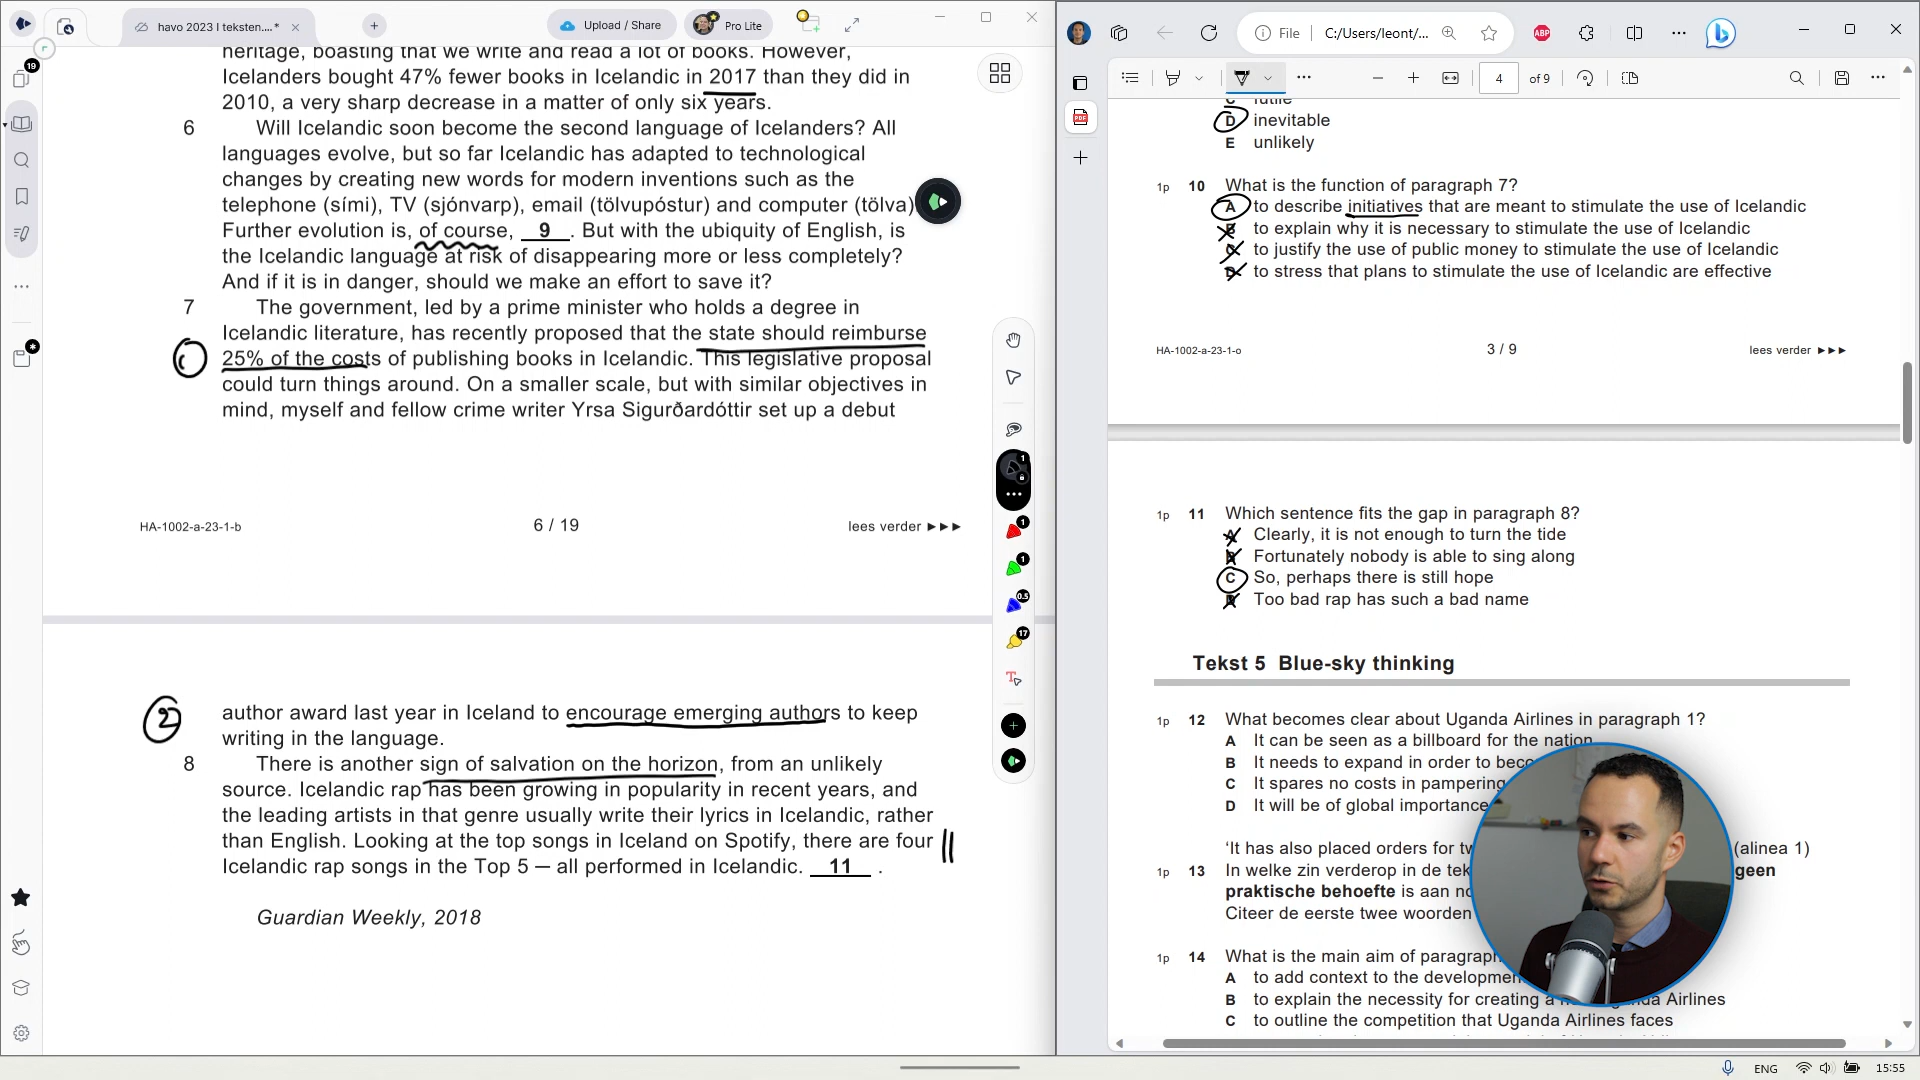 havo 2023 I teksten....*
Upload / Share
Pro Lite
heritage, boasting that we write and read a lot of books. However,
Icelanders bought 47% fewer books in Icelandic in 2017 than they did in
2010, a very sharp decrease in a matter of only six years.
6 Will Icelandic soon become the second language of Icelanders? All
languages evolve, but so far Icelandic has adapted to technological
changes by creating new words for modern inventions such as the
telephone (sími), TV (sjónvarp), email (tölvupóstur) and computer (tölva)
Further evolution is, of course, 9 . But with the ubiquity of English, is
the Icelandic language at risk of disappearing more or less completely?
And if it is in danger, should we make an effort to save it?
7 The government, led by a prime minister who holds a degree in
Icelandic literature, has recently proposed that the state should reimburse
25% of the costs of publishing books in Icelandic. This legislative proposal
could turn things around. On a smaller scale, but with similar objectives in
mind, myself and fellow crime writer Yrsa Sigurðardóttir set up a debut
HA-1002-a-23-1-b 6 / 19 lees verder ►►►
2
author award last year in Iceland to encourage emerging authors to keep
writing in the language.
8 There is another sign of salvation on the horizon, from an unlikely
source. Icelandic rap has been growing in popularity in recent years, and
the leading artists in that genre usually write their lyrics in Icelandic, rather
than English. Looking at the top songs in Iceland on Spotify, there are four
Icelandic rap songs in the Top 5 — all performed in Icelandic. 11 .
Guardian Weekly, 2018
19
1
1
1
0.5
17
File C:/Users/leont/...
ABP
4 of 9
C futile
D inevitable
E unlikely
1p 10 What is the function of paragraph 7?
A to describe initiatives that are meant to stimulate the use of Icelandic
B to explain why it is necessary to stimulate the use of Icelandic
C to justify the use of public money to stimulate the use of Icelandic
D to stress that plans to stimulate the use of Icelandic are effective
HA-1002-a-23-1-o 3 / 9 lees verder ►►►
1p 11 Which sentence fits the gap in paragraph 8?
A Clearly, it is not enough to turn the tide
B Fortunately nobody is able to sing along
C So, perhaps there is still hope
D Too bad rap has such a bad name
Tekst 5 Blue-sky thinking
1p 12 What becomes clear about Uganda Airlines in paragraph 1?
A It can be seen as a billboard for the nation
B It needs to expand in order to
C It spares no costs in pampering
D It will be of global importance
'It has also placed orders for (alinea 1)
1p 13 In welke zin verderop in de geen
praktische behoefte is aan
Citeer de eerste twee woorden
1p 14 What is the main aim of
A to add context to the
B to explain the necessity for creating a Airlines
C to outline the competition that Uganda Airlines faces
ENG 15:55